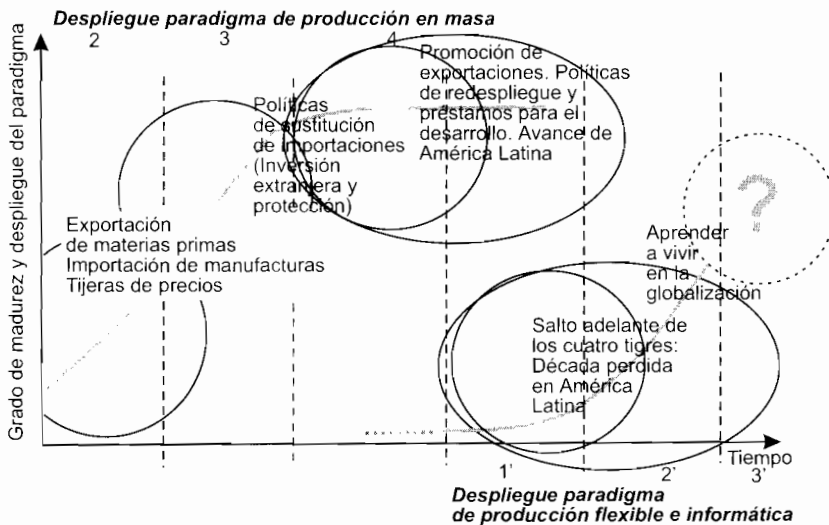 Despliegue paradigma de producción en masa
2 3 4
Grado de madurez y despliegue del paradigma
Promoción de
exportaciones. Políticas
de redespliegue y
préstamos para el
desarrollo. Avance de
América Latina
Políticas
de sustitución
de importaciones
(Inversión
extranjera y
protección)
Exportación
de materias primas
Importación de manufacturas
Tijeras de precios
?
Aprender
a vivir
en la
globalización
Salto adelante de
los cuatro tigres:
Década perdida
en América
Latina
Tiempo
1' 2' 3'
Despliegue paradigma
de producción flexible e informática